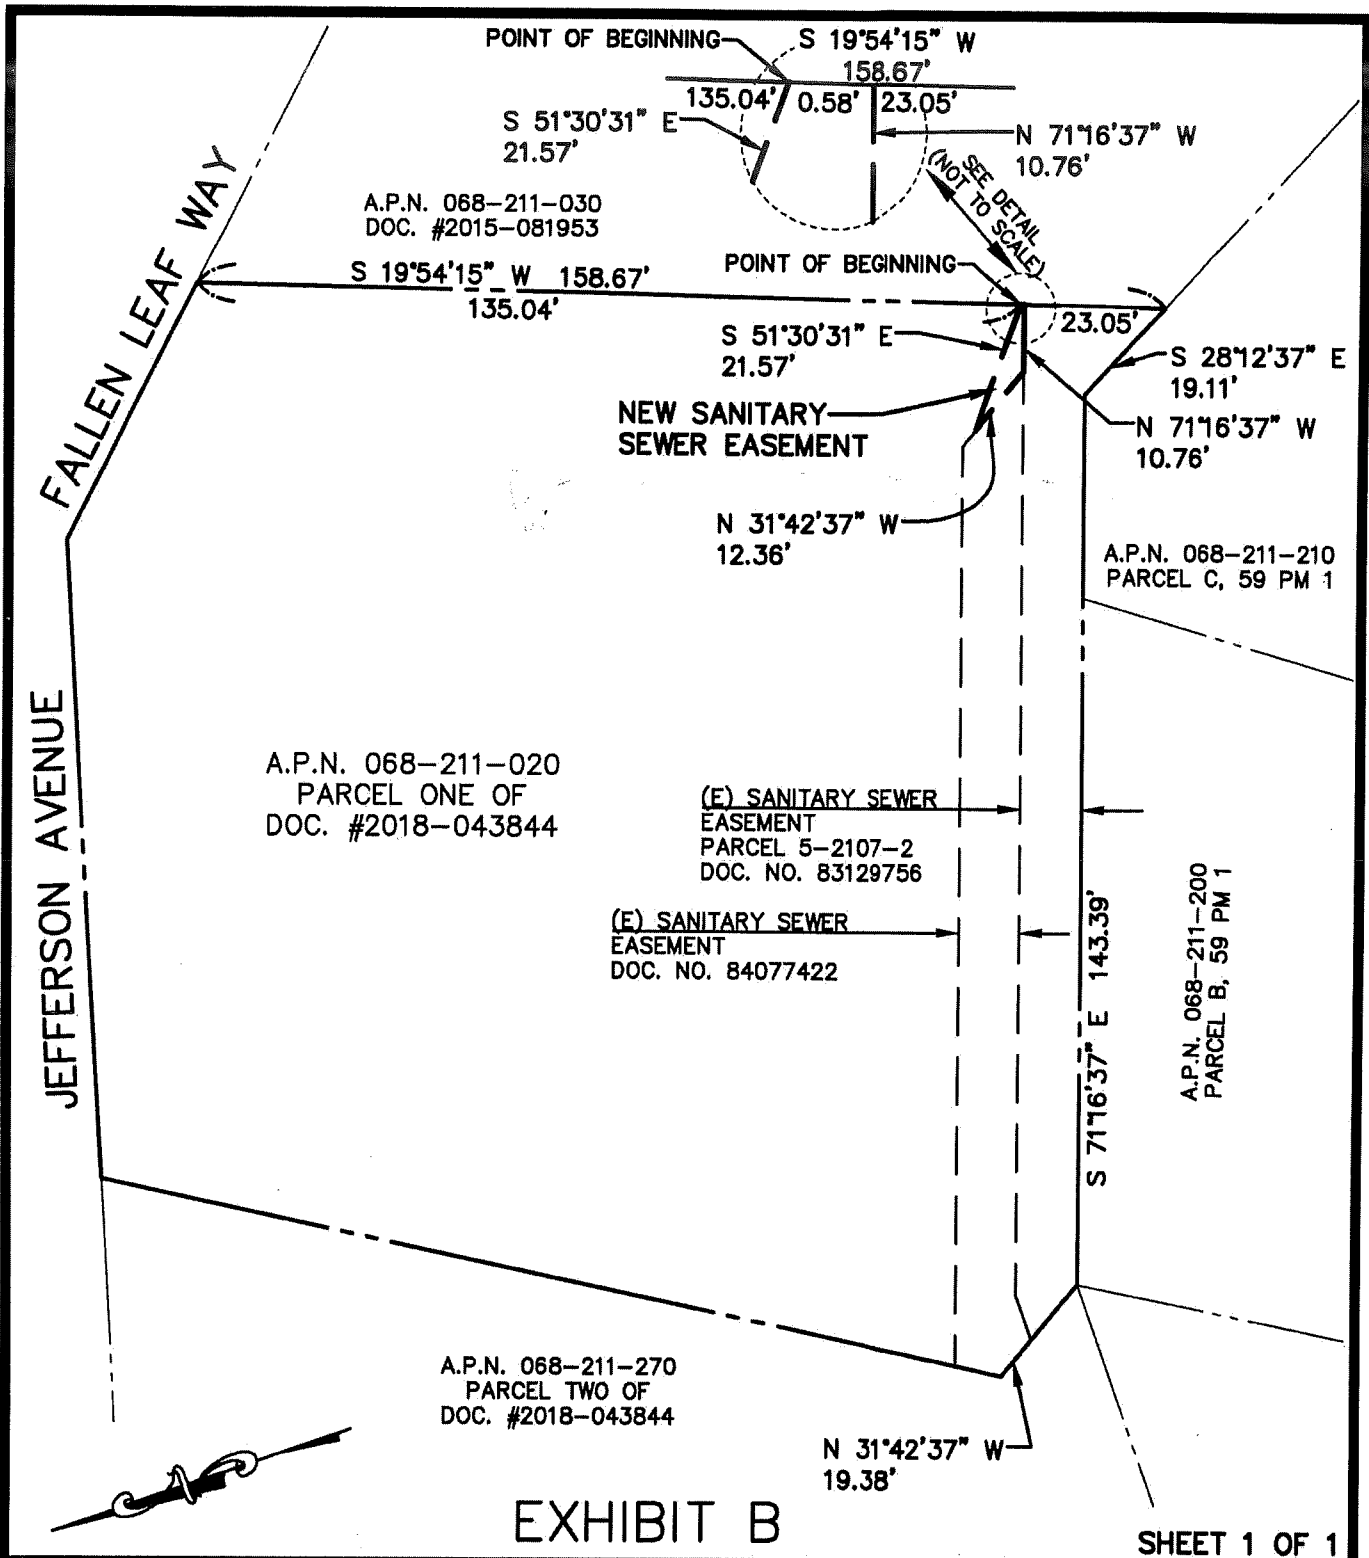 POINT OF BEGINNING
S 19°54'15" W
158.67'
135.04' 0.58' 23.05'
S 51°30'31" E
21.57'
N 71°16'37" W
10.76'
SEE DETAIL
(NOT TO SCALE)
A.P.N. 068-211-030
DOC. #2015-081953
FALLEN LEAF WAY
S 19°54'15" W 158.67'
135.04'
POINT OF BEGINNING
23.05'
S 51°30'31" E
21.57'
S 28°12'37" E
19.11'
NEW SANITARY
SEWER EASEMENT
N 71°16'37" W
10.76'
N 31°42'37" W
12.36'
A.P.N. 068-211-210
PARCEL C, 59 PM 1
JEFFERSON AVENUE
A.P.N. 068-211-020
PARCEL ONE OF
DOC. #2018-043844
(E) SANITARY SEWER
EASEMENT
PARCEL 5-2107-2
DOC. NO. 83129756
(E) SANITARY SEWER
EASEMENT
DOC. NO. 84077422
S 71°16'37" E 143.39'
A.P.N. 068-211-200
PARCEL B, 59 PM 1
A.P.N. 068-211-270
PARCEL TWO OF
DOC. #2018-043844
N 31°42'37" W
19.38'
EXHIBIT B
SHEET 1 OF 1